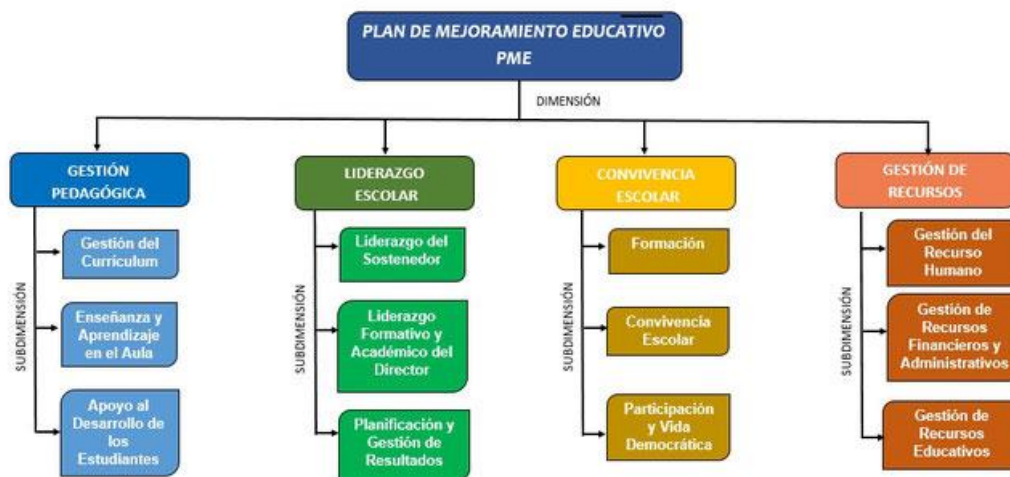 PLAN DE MEJORAMIENTO EDUCATIVO
PME
DIMENSIÓN
GESTIÓN
PEDAGÓGICA
LIDERAZGO
ESCOLAR
CONVIVENCIA
ESCOLAR
GESTIÓN DE
RECURSOS
SUBDIMENSIÓN
Gestión del
Curriculum
Enseñanza y
Aprendizaje
en el Aula
Apoyo al
Desarrollo de
los
Estudiantes
SUBDIMENSIÓN
Liderazgo del
Sostenedor
Liderazgo
Formativo y
Académico del
Director
Planificación y
Gestión de
Resultados
SUBDIMENSIÓN
Formación
Convivencia
Escolar
Participación
y Vida
Democrática
SUBDIMENSIÓN
Gestión del
Recurso
Humano
Gestión de
Recursos
Financieros y
Administrativos
Gestión de
Recursos
Educativos